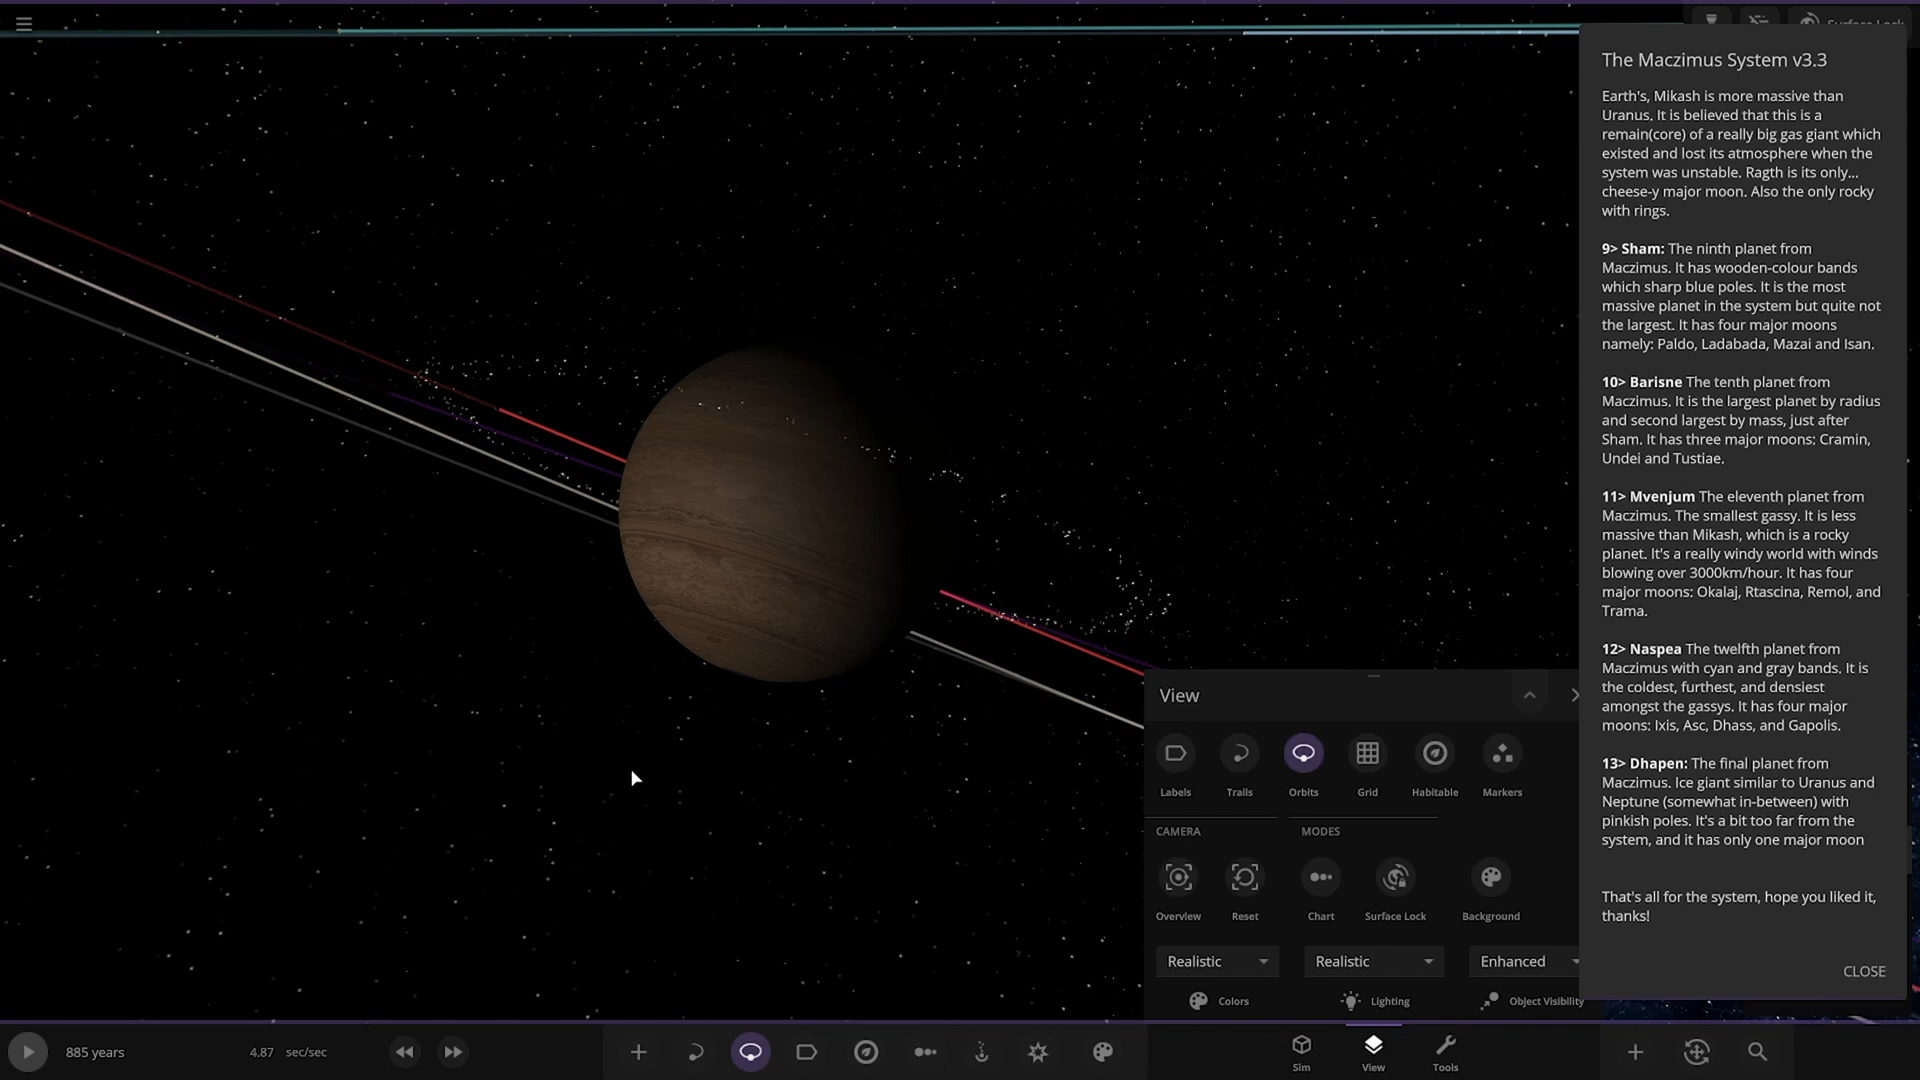 Surface Lock
The Maczimus System v3.3
Earth's, Mikash is more massive than
Uranus. It is believed that this is a
remain(core) of a really big gas giant which
existed and lost its atmosphere when the
system was unstable. Ragth is its only...
cheese-y major moon. Also the only rocky
with rings.
9> Sham: The ninth planet from
Maczimus. It has wooden-colour bands
which sharp blue poles. It is the most
massive planet in the system but quite not
the largest. It has four major moons
namely: Paldo, Ladabada, Mazai and Isan.
10> Barisne The tenth planet from
Maczimus. It is the largest planet by radius
and second largest by mass, just after
Sham. It has three major moons: Cramin,
Undei and Tustiae.
11> Mvenjum The eleventh planet from
Maczimus. The smallest gassy. It is less
massive than Mikash, which is a rocky
planet. It's a really windy world with winds
blowing over 3000km/hour. It has four
major moons: Okalaj, Rtascina, Remol, and
Trama.
12> Naspea The twelfth planet from
Maczimus with cyan and gray bands. It is
the coldest, furthest, and densiest
amongst the gassys. It has four major
moons: Ixis, Asc, Dhass, and Gapolis.
13> Dhapen: The final planet from
Maczimus. Ice giant similar to Uranus and
Neptune (somewhat in-between) with
pinkish poles. It's a bit too far from the
system, and it has only one major moon
That's all for the system, hope you liked it,
thanks!
CLOSE
View
Labels Trails Orbits Grid Habitable Markers
CAMERA MODES
Overview Reset Chart Surface Lock Background
Realistic Realistic Enhanced
Colors Lighting Object Visibility
885 years 4.87 sec/sec
Sim View Tools